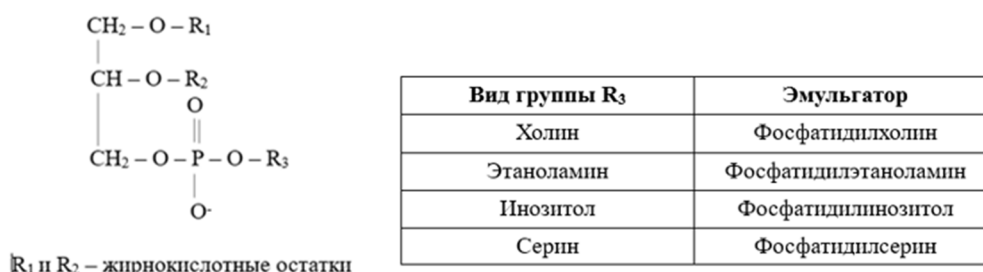 CH₂ – O – R₁
CH – O – R₂
O
CH₂ – O – P – O – R₃
O-
R₁ и R₂ – жирнокислотные остатки
Вид группы R₃ Эмульгатор
Холин Фосфатидилхолин
Этаноламин Фосфатидилэтаноламин
Инозитол Фосфатидилинозитол
Серин Фосфатидилсерин